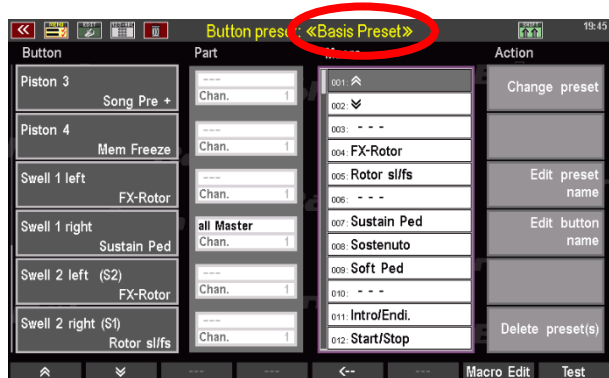 Button preset: «Basis Preset» 19:45
Button Part Action
Piston 3
Song Pre +
---
Chan. 1
Piston 4
Mem Freeze
---
Chan. 1
Swell 1 left
FX-Rotor
---
Chan. 1
Swell 1 right
Sustain Ped
all Master
Chan. 1
Swell 2 left (S2)
FX-Rotor
---
Chan. 1
Swell 2 right (S1)
Rotor sl/fs
---
Chan. 1
001:
002:
003: - - -
004: FX-Rotor
005: Rotor sl/fs
006: - - -
007: Sustain Ped
008: Sostenuto
009: Soft Ped
010: - - -
011: Intro/Endi.
012: Start/Stop
Change preset
Edit preset
name
Edit button
name
Delete preset(s)
--- --- <-- --- Macro Edit Test